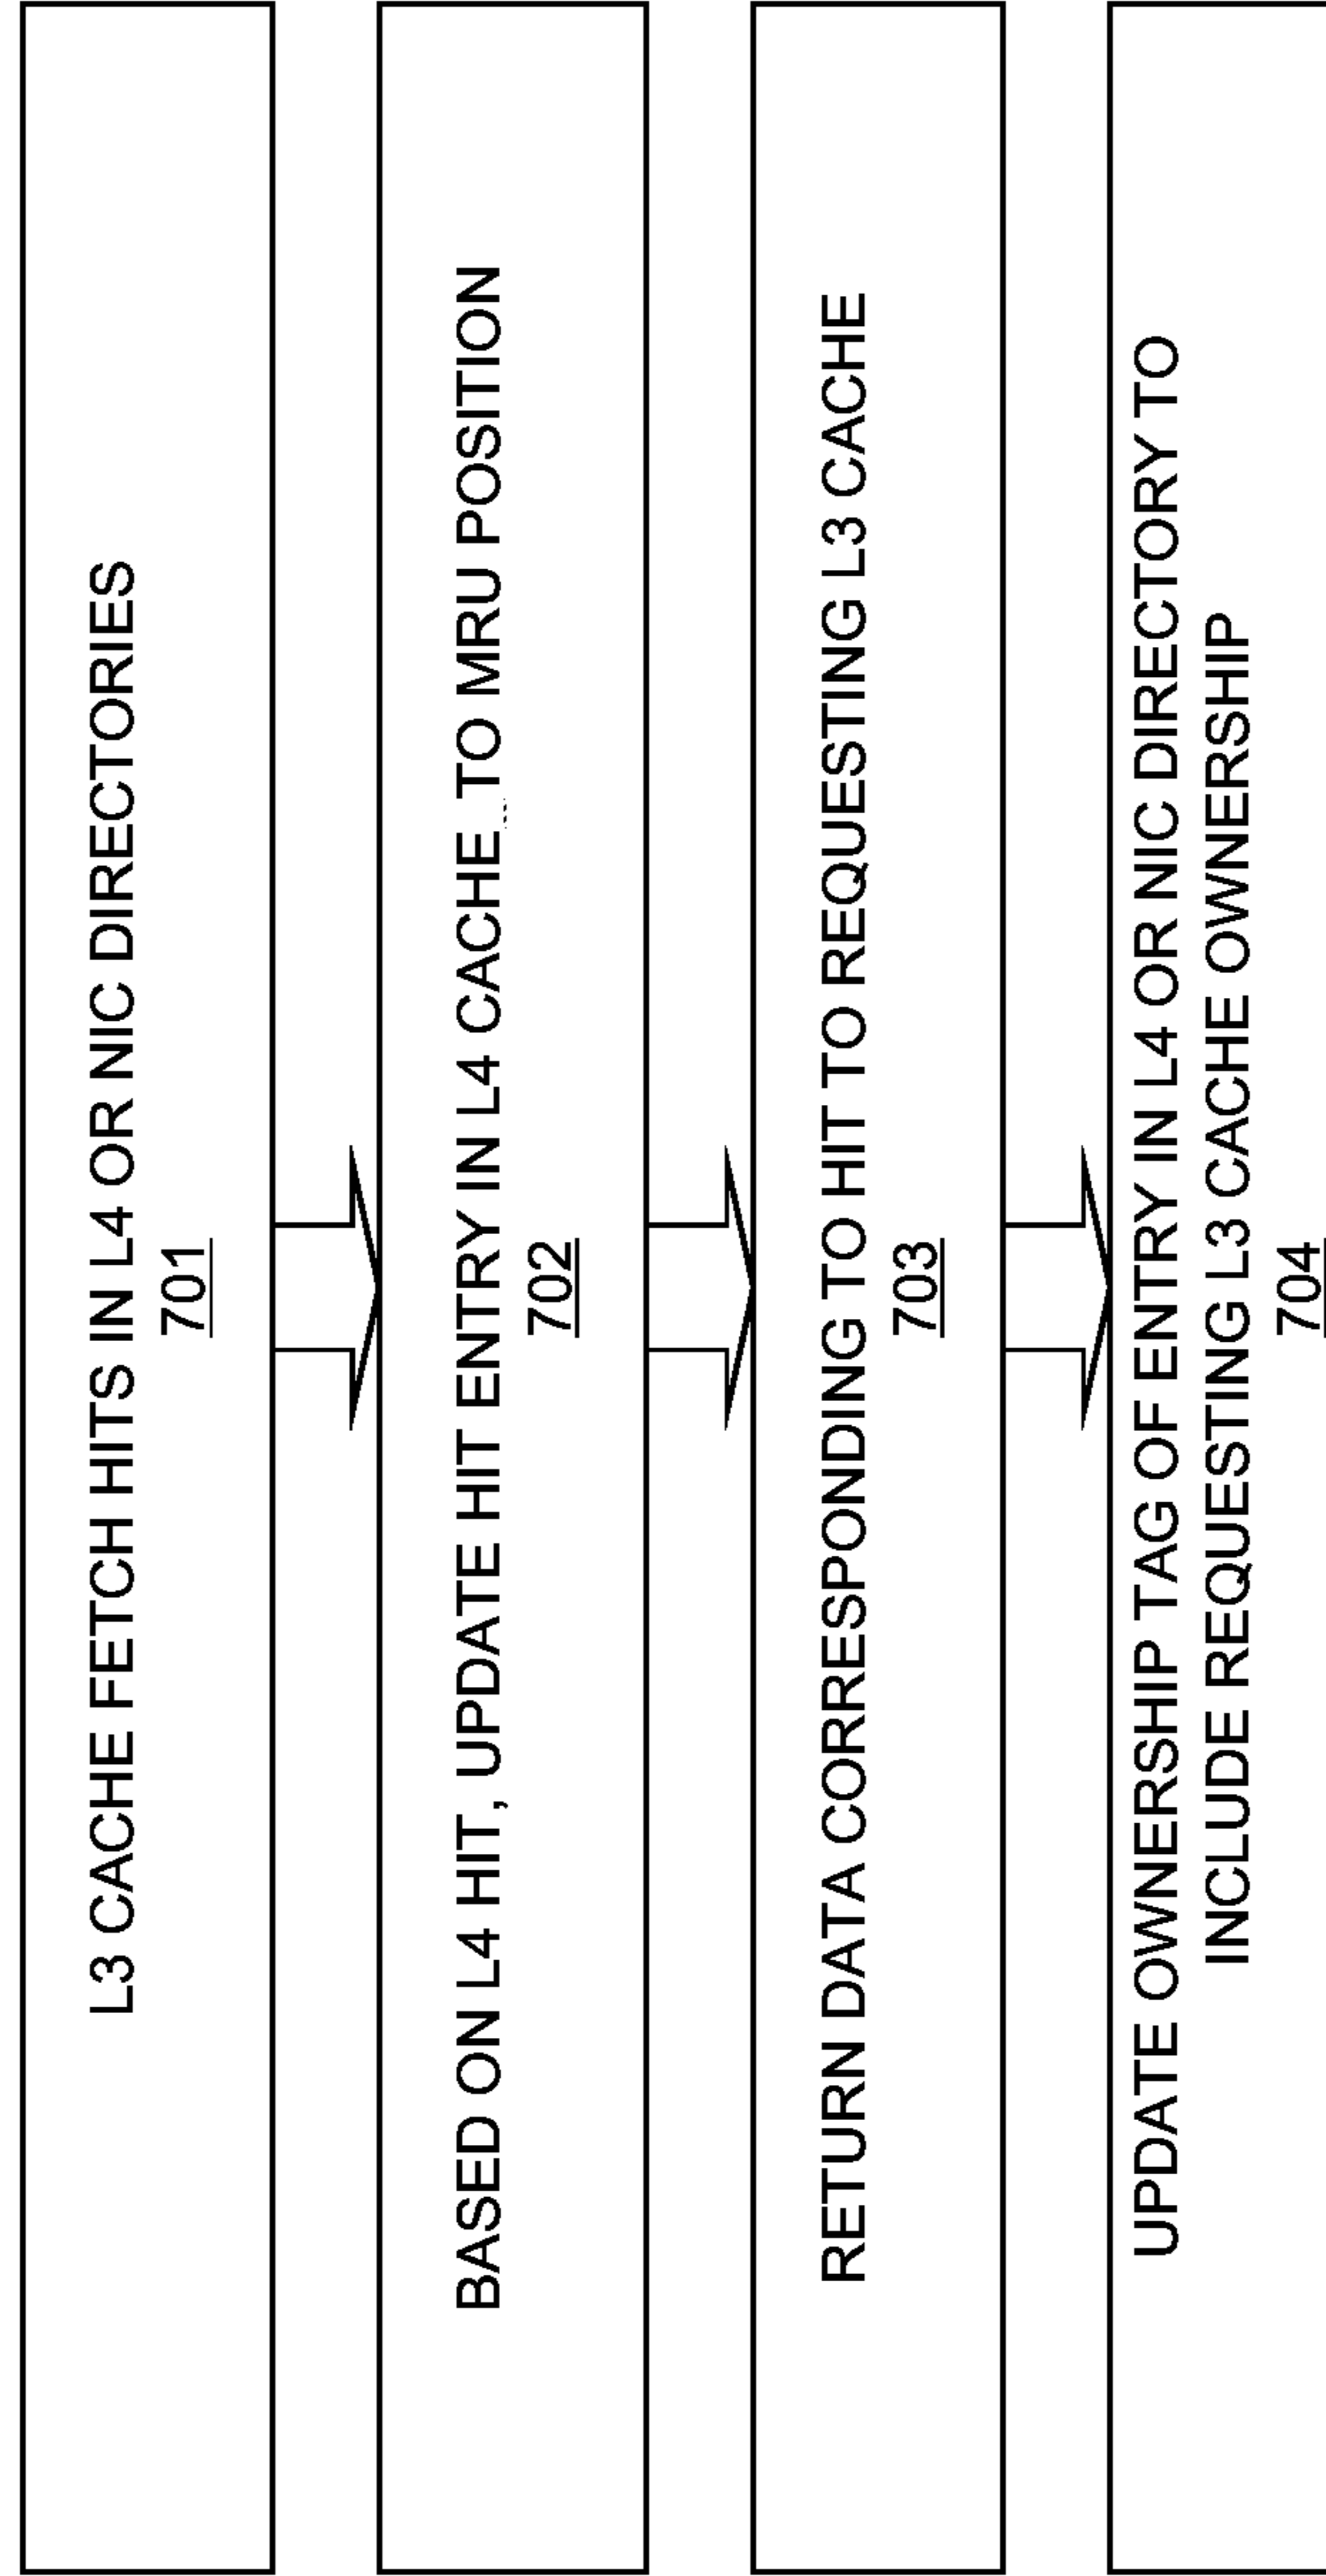 L3 CACHE FETCH HITS IN L4 OR NIC DIRECTORIES
701
BASED ON L4 HIT, UPDATE HIT ENTRY IN L4 CACHE TO MRU POSITION
702
RETURN DATA CORRESPONDING TO HIT TO REQUESTING L3 CACHE
703
UPDATE OWNERSHIP TAG OF ENTRY IN L4 OR NIC DIRECTORY TO
INCLUDE REQUESTING L3 CACHE OWNERSHIP
704